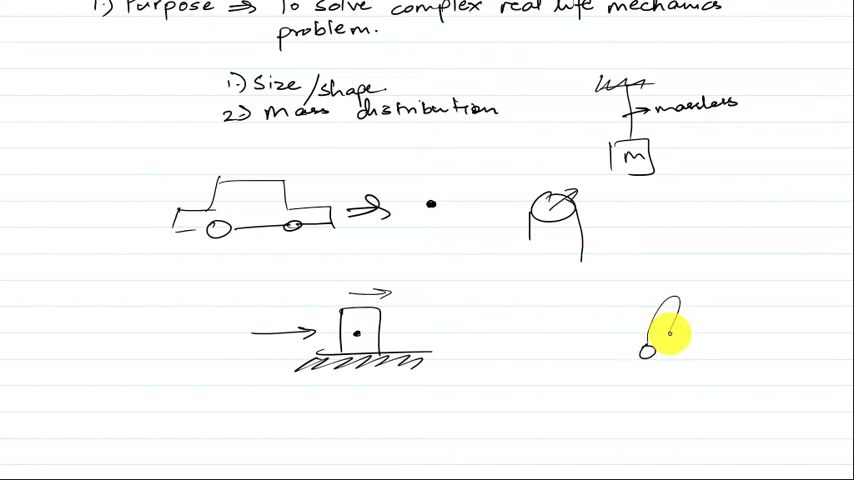 1.) Purpose ⇒ To solve complex real life mechanics
problem.
1.) Size/shape
2.) Mass distribution
massless
m